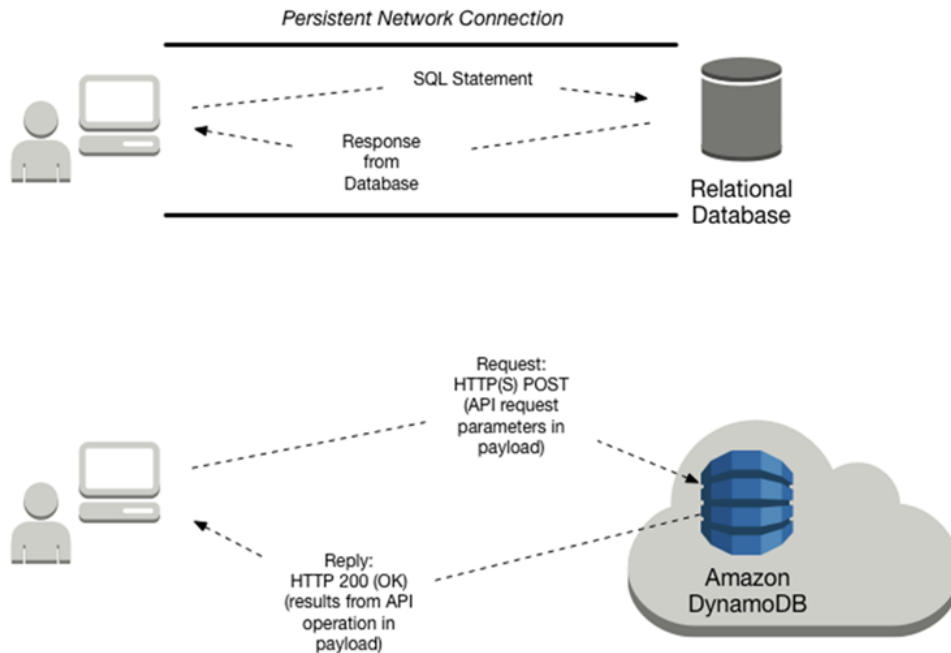 Persistent Network Connection
SQL Statement
Response
from
Database
Relational
Database
Request:
HTTP(S) POST
(API request
parameters in
payload)
Reply:
HTTP 200 (OK)
(results from API
operation in
payload)
Amazon
DynamoDB